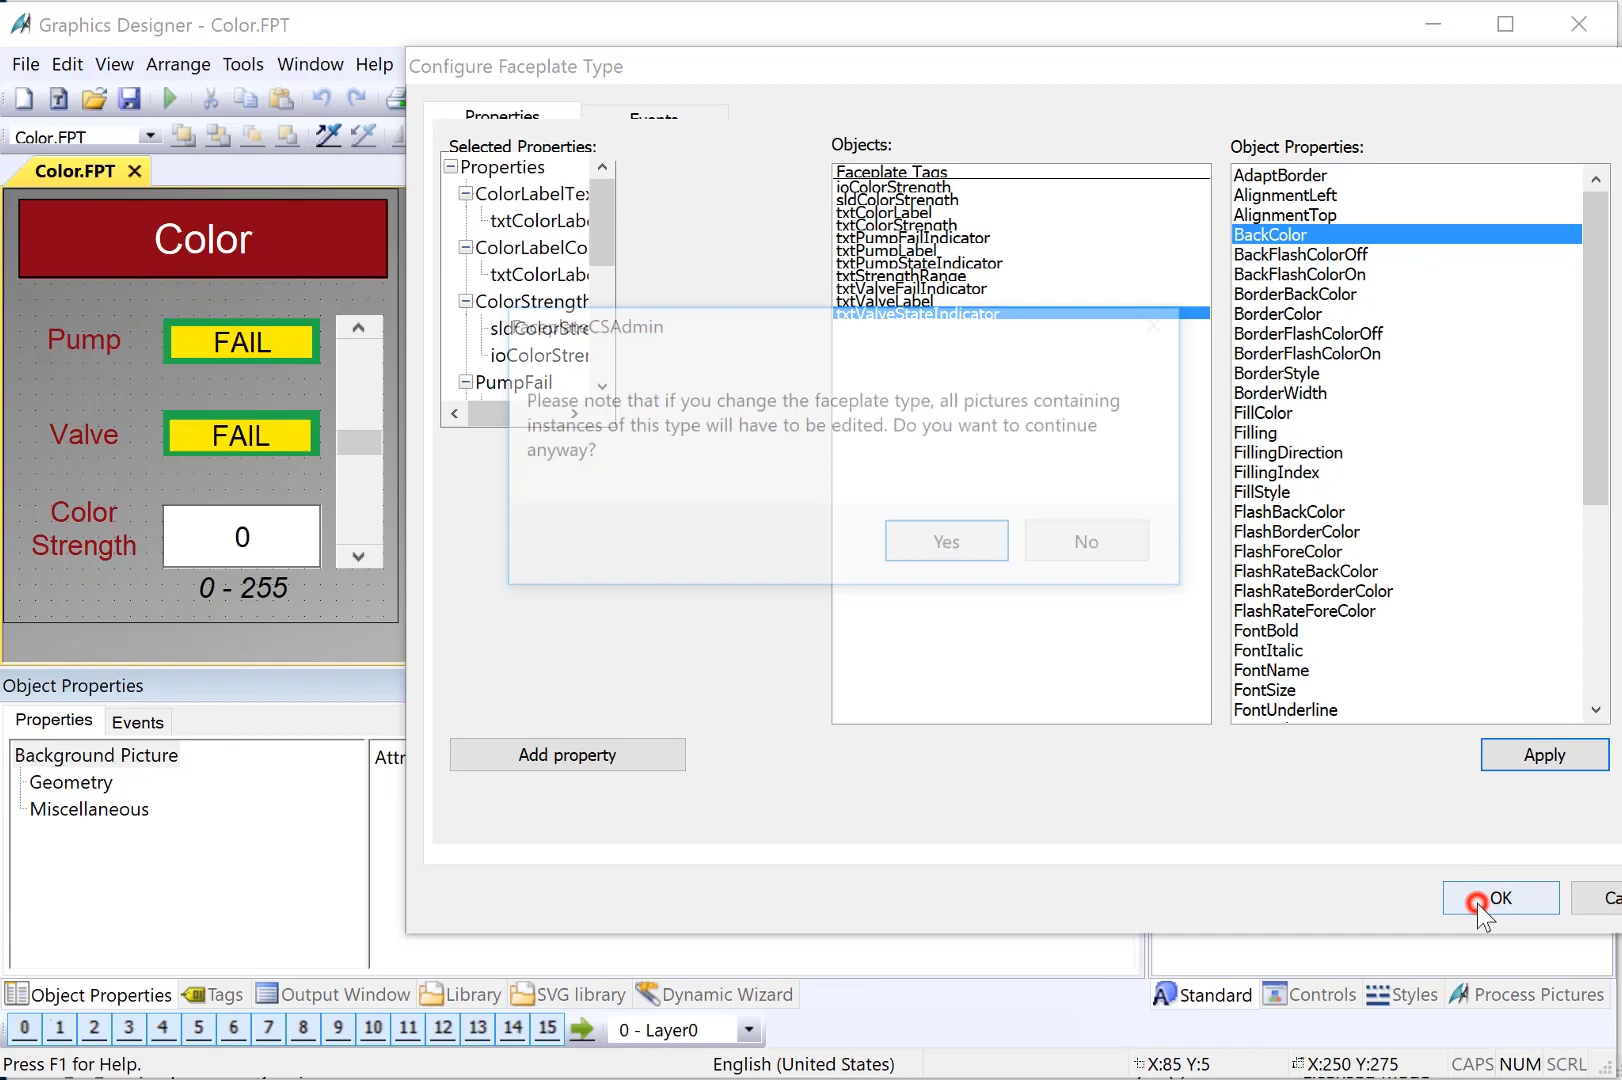 Graphics Designer - Color.FPT
File Edit View Arrange Tools Window Help
Color.FPT
Color.FPT
Color
Pump
FAIL
Valve
FAIL
Color
Strength
0
0 - 255
Object Properties
Properties
Events
Background Picture
Geometry
Miscellaneous
Attr
Configure Faceplate Type
Properties
Events
Selected Properties:
Properties
ColorLabelTex
txtColorLabe
ColorLabelCo
txtColorLabe
ColorStrength
sldColorStre
ioColorStren
PumpFail
Add property
Objects:
Faceplate Tags
ioColorStrength
sldColorStrength
txtColorLabel
txtColorStrength
txtPumpFailIndicator
txtPumpLabel
txtPumpStateIndicator
txtStrengthRange
txtValveFailIndicator
txtValveLabel
txtValveStateIndicator
CSAdmin
Please note that if you change the faceplate type, all pictures containing
instances of this type will have to be edited. Do you want to continue
anyway?
Yes
No
Object Properties:
AdaptBorder
AlignmentLeft
AlignmentTop
BackColor
BackFlashColorOff
BackFlashColorOn
BorderBackColor
BorderColor
BorderFlashColorOff
BorderFlashColorOn
BorderStyle
BorderWidth
FillColor
Filling
FillingDirection
FillingIndex
FillStyle
FlashBackColor
FlashBorderColor
FlashForeColor
FlashRateBackColor
FlashRateBorderColor
FlashRateForeColor
FontBold
FontItalic
FontName
FontSize
FontUnderline
Apply
OK
Ca
Object Properties Tags Output Window Library SVG library Dynamic Wizard
Standard Controls Styles Process Pictures
0 1 2 3 4 5 6 7 8 9 10 11 12 13 14 15 0 - Layer0
Press F1 for Help. English (United States) X:85 Y:5 X:250 Y:275 CAPS NUM SCRL